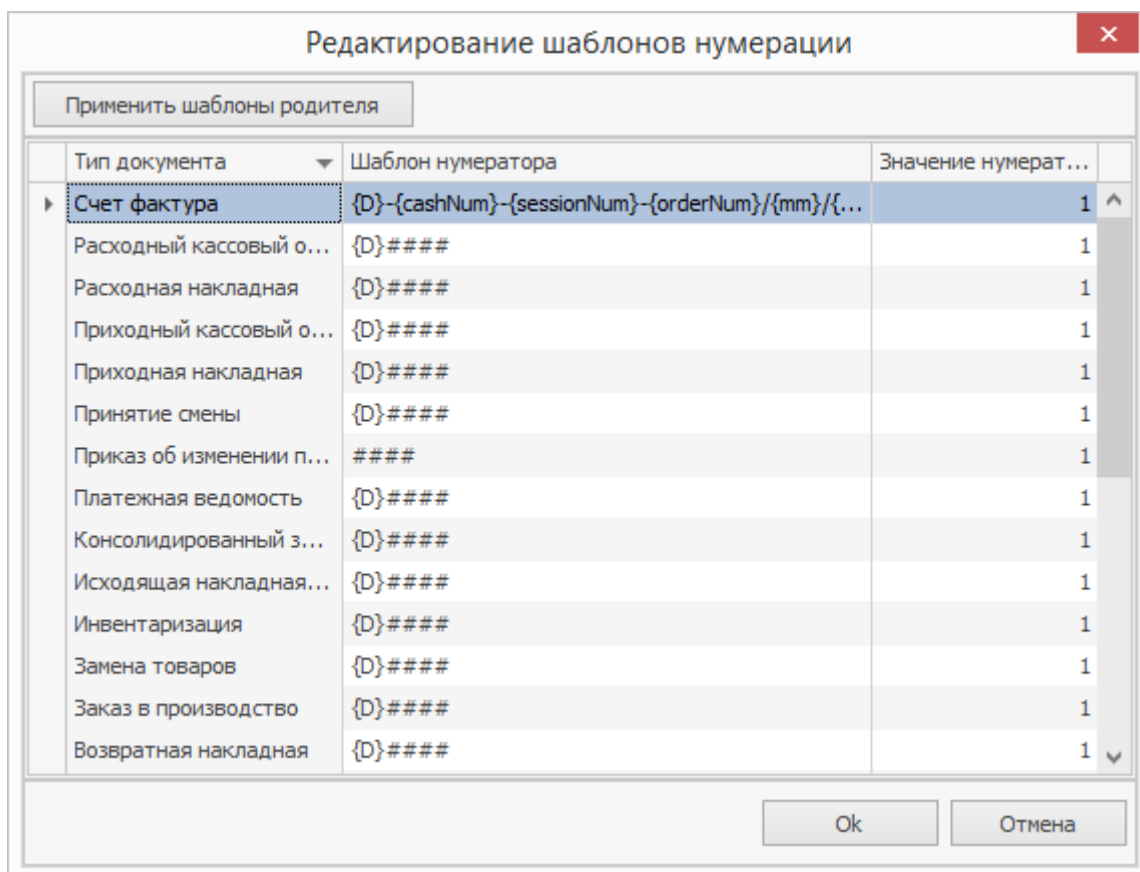 Редактирование шаблонов нумерации
Применить шаблоны родителя
Тип документа Шаблон нумератора Значение нумерат...
Счет фактура {D}-{cashNum}-{sessionNum}-{orderNum}/{mm}/{... 1
Расходный кассовый о... {D}#### 1
Расходная накладная {D}#### 1
Приходный кассовый о... {D}#### 1
Приходная накладная {D}#### 1
Принятие смены {D}#### 1
Приказ об изменении п... #### 1
Платежная ведомость {D}#### 1
Консолидированный з... {D}#### 1
Исходящая накладная... {D}#### 1
Инвентаризация {D}#### 1
Замена товаров {D}#### 1
Заказ в производство {D}#### 1
Возвратная накладная {D}#### 1
Ok Отмена